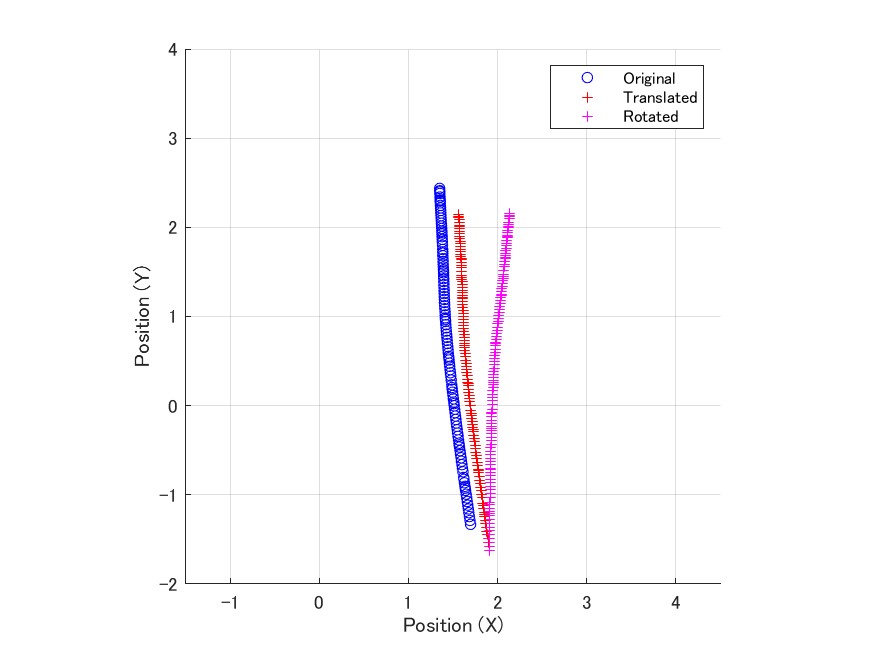 4
3
2
1
0
−1
−2
−1
0
1
2
3
4
Position (X)
Position (Y)
Original
Translated
Rotated